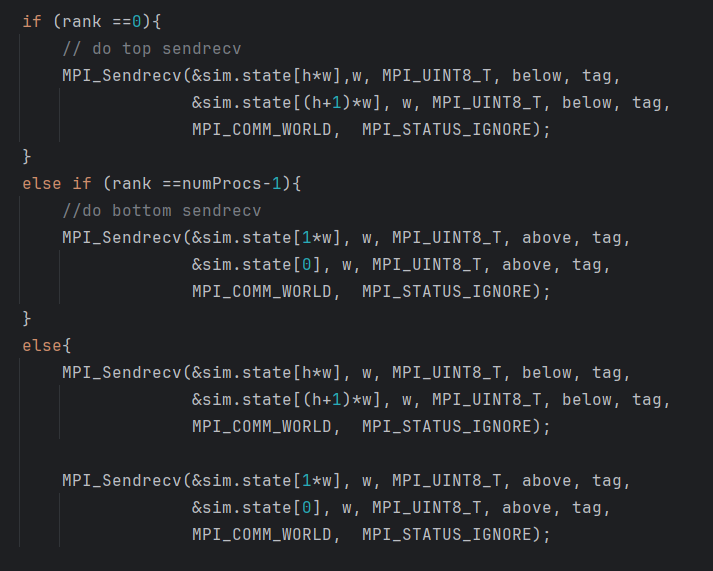 if (rank ==0){
    // do top sendrecv
    MPI_Sendrecv(&sim.state[h*w],w, MPI_UINT8_T, below, tag,
                 &sim.state[(h+1)*w], w, MPI_UINT8_T, below, tag,
                 MPI_COMM_WORLD,  MPI_STATUS_IGNORE);
}
else if (rank ==numProcs-1){
    //do bottom sendrecv
    MPI_Sendrecv(&sim.state[1*w], w, MPI_UINT8_T, above, tag,
                 &sim.state[0], w, MPI_UINT8_T, above, tag,
                 MPI_COMM_WORLD,  MPI_STATUS_IGNORE);
}
else{
    MPI_Sendrecv(&sim.state[h*w], w, MPI_UINT8_T, below, tag,
                 &sim.state[(h+1)*w], w, MPI_UINT8_T, below, tag,
                 MPI_COMM_WORLD,  MPI_STATUS_IGNORE);

    MPI_Sendrecv(&sim.state[1*w], w, MPI_UINT8_T, above, tag,
                 &sim.state[0], w, MPI_UINT8_T, above, tag,
                 MPI_COMM_WORLD,  MPI_STATUS_IGNORE);